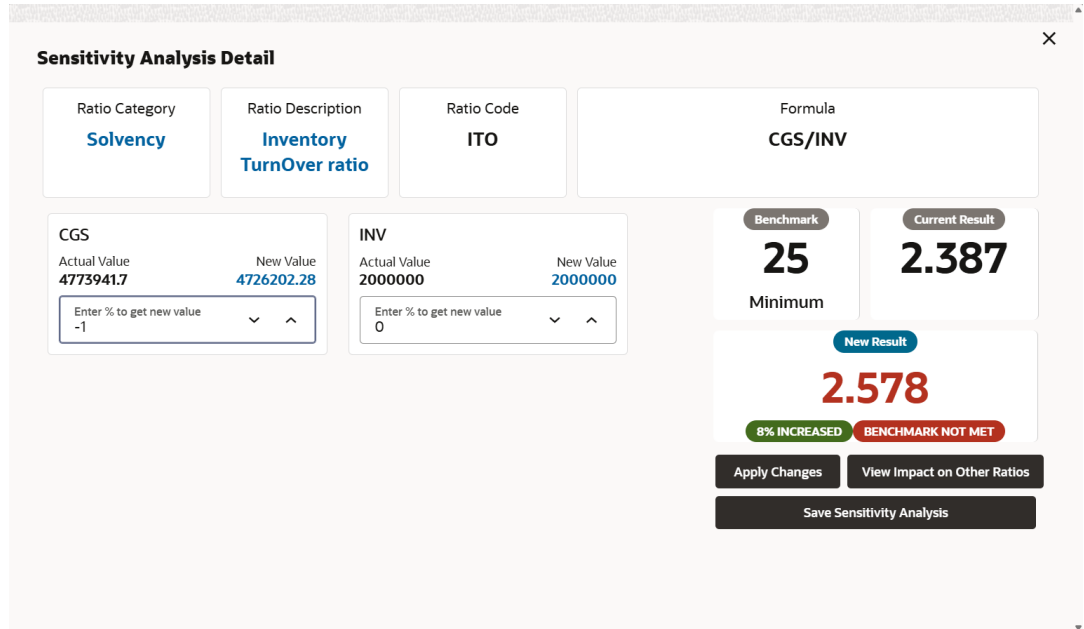 Sensitivity Analysis Detail
Ratio Category
Solvency
Ratio Description
Inventory
TurnOver ratio
Ratio Code
ITO
Formula
CGS/INV
CGS
Actual Value New Value
4773941.7 4726202.28
Enter % to get new value
-1
INV
Actual Value New Value
2000000 2000000
Enter % to get new value
0
Benchmark
25
Minimum
Current Result
2.387
New Result
2.578
8% INCREASED BENCHMARK NOT MET
Apply Changes View Impact on Other Ratios
Save Sensitivity Analysis